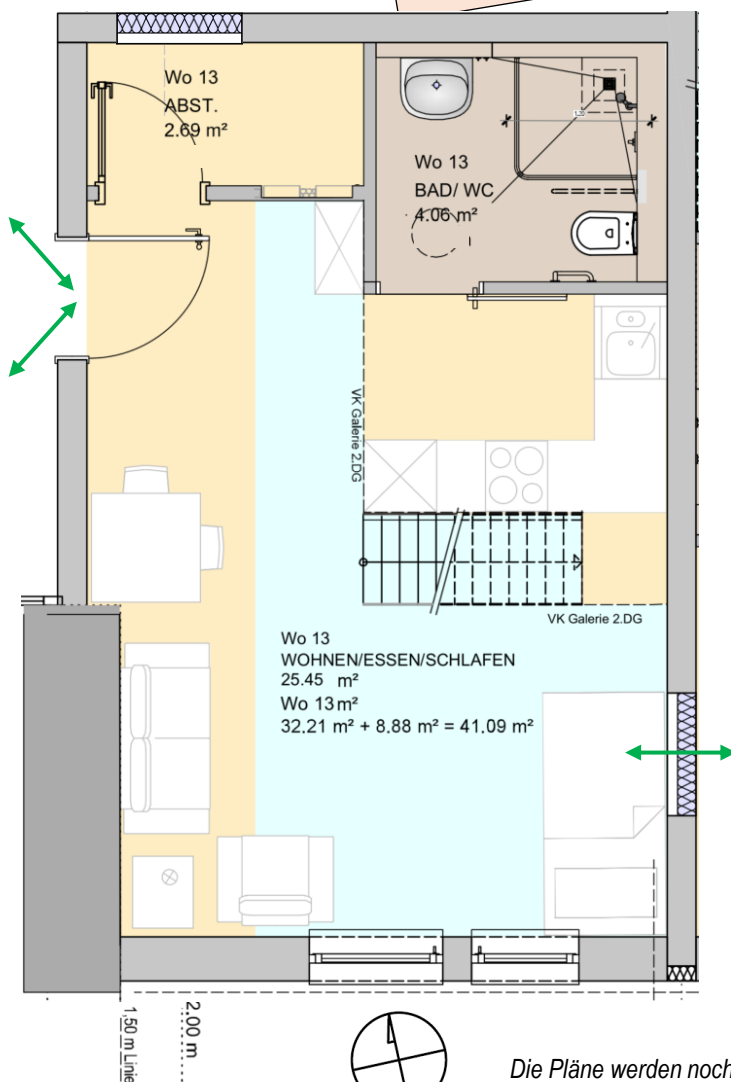 Wo 13
ABST.
2.69 m²
Wo 13
BAD/ WC
4.06 m²
1.20
VK Galerie 2.DG
VK Galerie 2.DG
Wo 13
WOHNEN/ESSEN/SCHLAFEN
25.45 m²
Wo 13 m²
32.21 m² + 8.88 m² = 41.09 m²
1,50 m Linie
2.00 m
Die Pläne werden noch